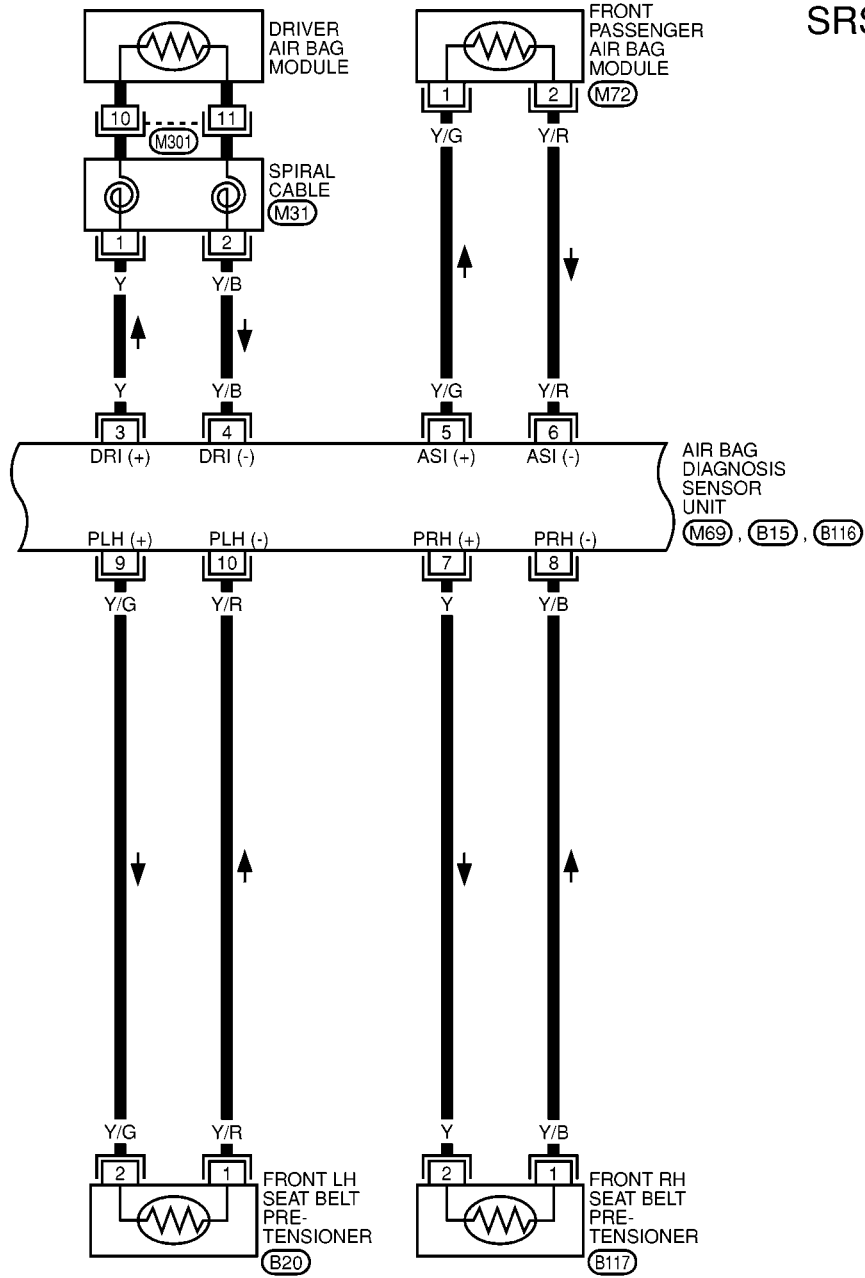 SRS
DRIVER
AIR BAG
MODULE
FRONT
PASSENGER
AIR BAG
MODULE
M72
10 11
M301
1 2
Y/G Y/R
SPIRAL
CABLE
M31
1 2
Y Y/B
Y Y/B Y/G Y/R
3 4 5 6
DRI (+) DRI (-) ASI (+) ASI (-)
AIR BAG
DIAGNOSIS
SENSOR
UNIT
M69 , B15 , B116
PLH (+) PLH (-) PRH (+) PRH (-)
9 10 7 8
Y/G Y/R Y Y/B
Y/G Y/R Y Y/B
2 1 2 1
FRONT LH
SEAT BELT
PRE-
TENSIONER
B20
FRONT RH
SEAT BELT
PRE-
TENSIONER
B117